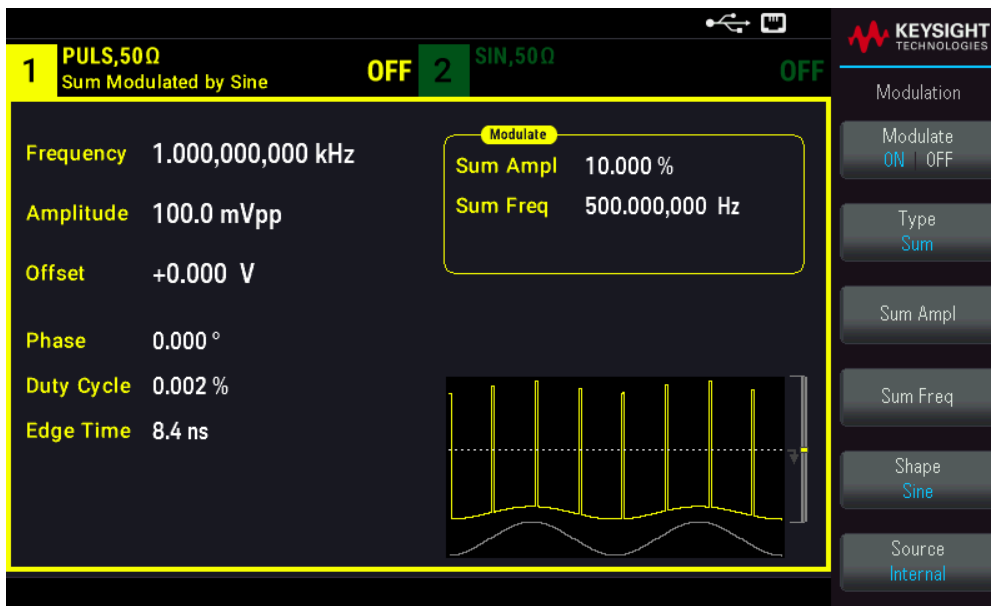 KEYSIGHT
TECHNOLOGIES
1
PULS,50Ω
Sum Modulated by Sine
OFF
2
SIN,50Ω
OFF
Frequency 1.000,000,000 kHz
Amplitude 100.0 mVpp
Offset +0.000 V
Phase 0.000 °
Duty Cycle 0.002 %
Edge Time 8.4 ns
Modulate
Sum Ampl 10.000 %
Sum Freq 500.000,000 Hz
Modulation
Modulate
ON | OFF
Type
Sum
Sum Ampl
Sum Freq
Shape
Sine
Source
Internal